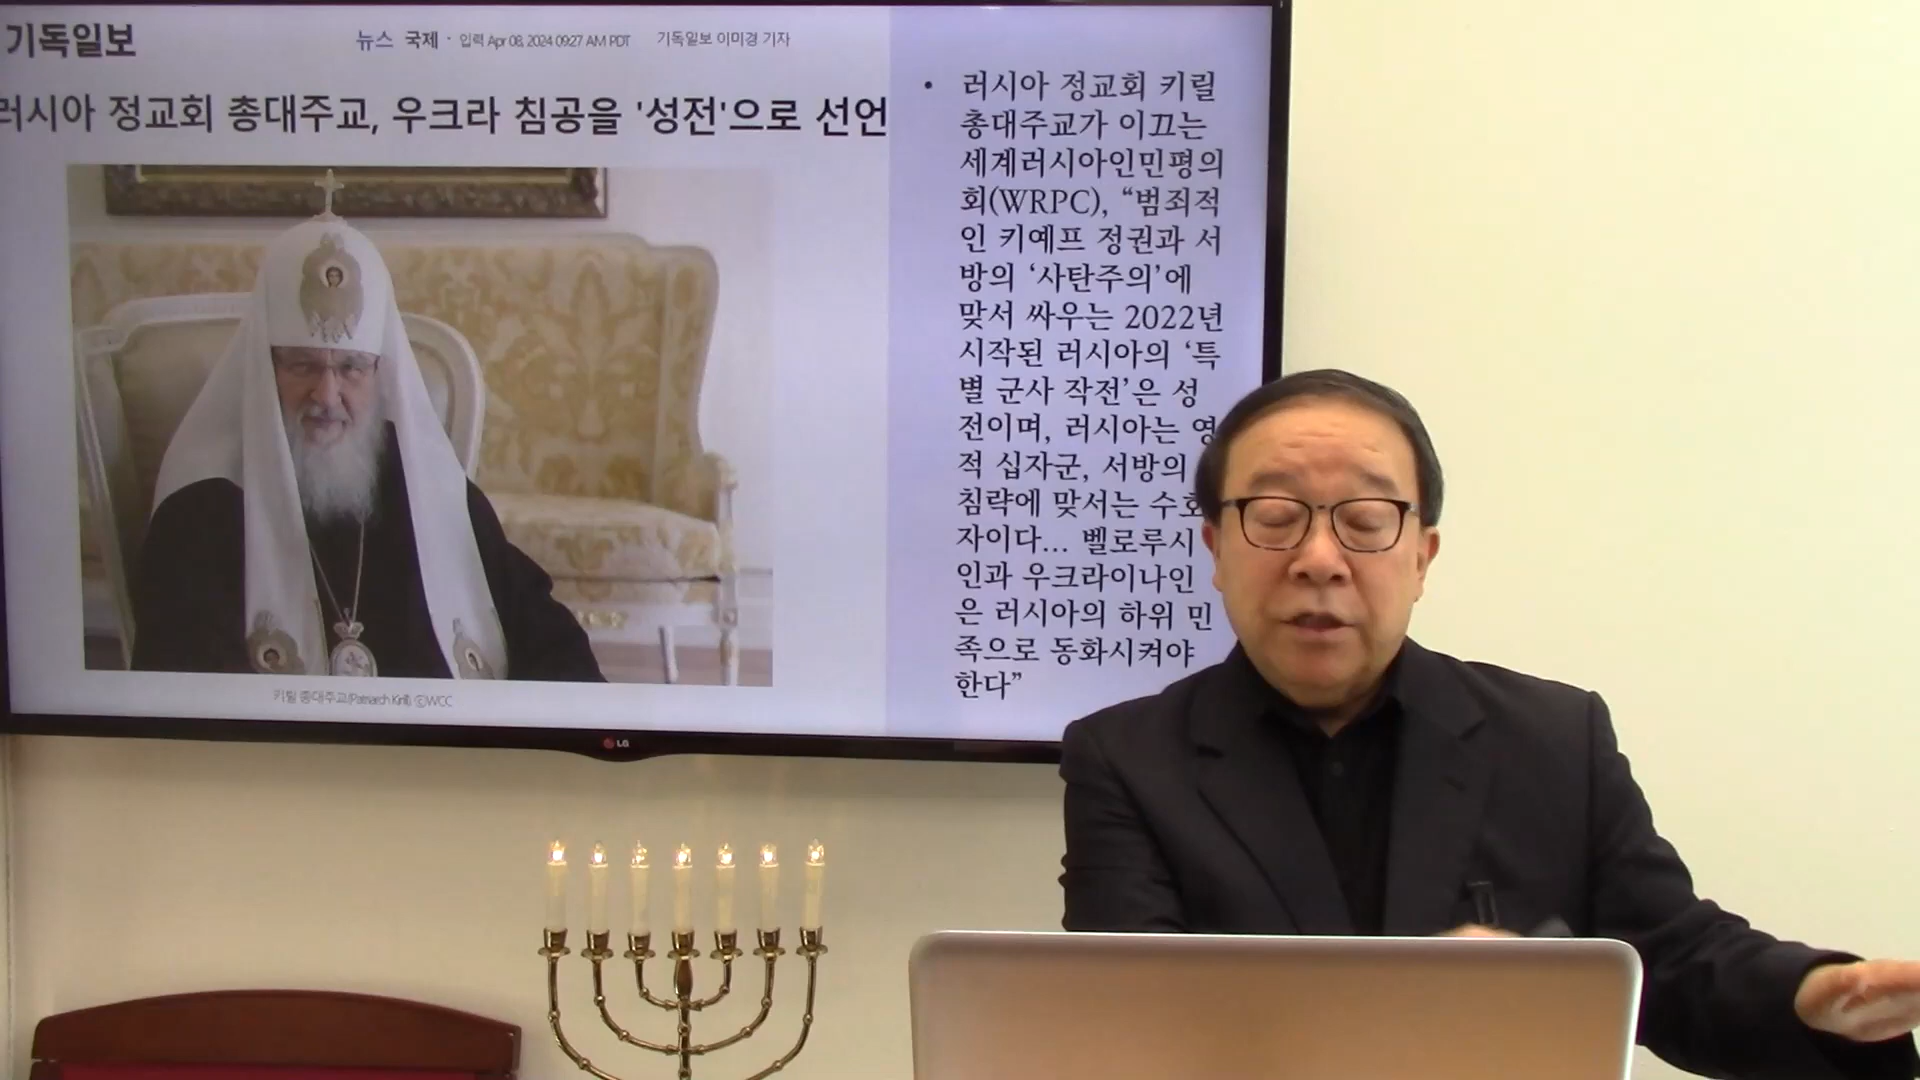 기독일보
뉴스 국제 · 입력 Apr 08, 2024 09:27 AM PDT 기독일보 이미경 기자
러시아 정교회 총대주교, 우크라 침공을 '성전'으로 선언
키릴 총대주교(Patriarch Kirill) ⓒWCC
• 러시아 정교회 키릴
총대주교가 이끄는
세계러시아인민평의
회(WRPC), “범죄적
인 키예프 정권과 서
방의 ‘사탄주의’에
맞서 싸우는 2022년
시작된 러시아의 ‘특
별 군사 작전’은 성
전이며, 러시아는 영
적 십자군, 서방의
침략에 맞서는 수호
자이다... 벨로루시
인과 우크라이나인
은 러시아의 하위 민
족으로 동화시켜야
한다”
LG